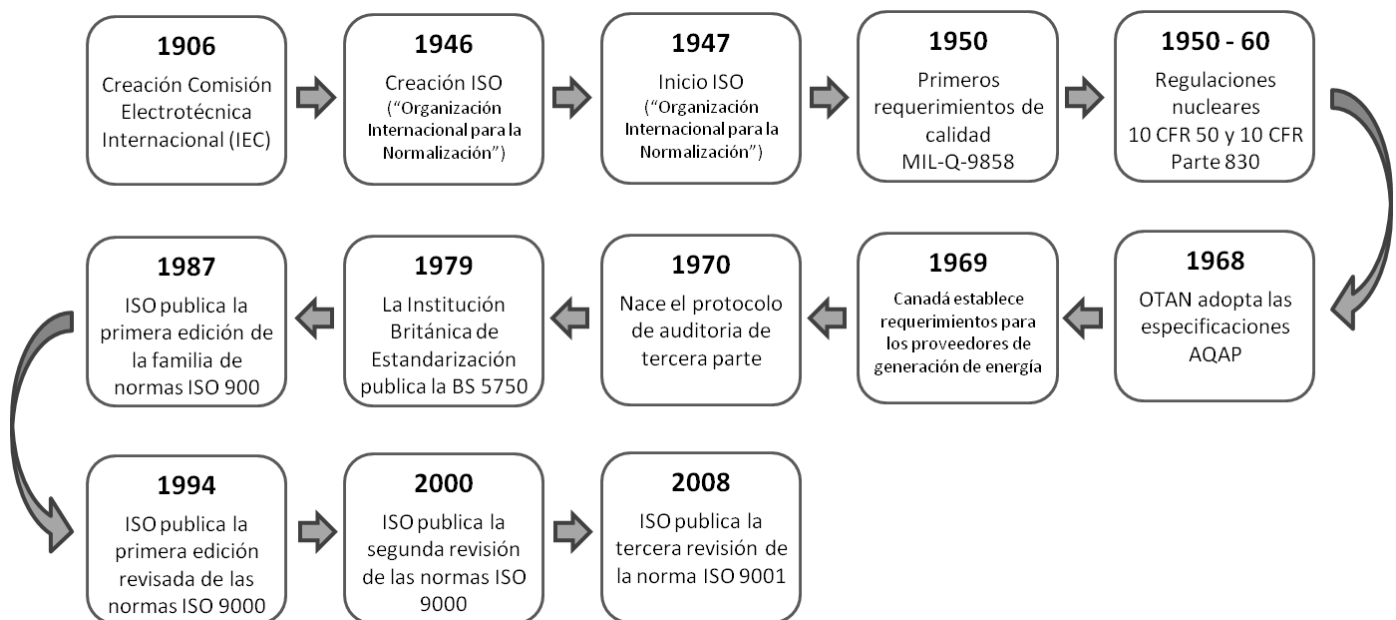 1906
Creación Comisión
Electrotécnica
Internacional (IEC)
1946
Creación ISO
(“Organización
Internacional para la
Normalización”)
1947
Inicio ISO
(“Organización
Internacional para la
Normalización”)
1950
Primeros
requerimientos de
calidad
MIL-Q-9858
1950 - 60
Regulaciones
nucleares
10 CFR 50 y 10 CFR
Parte 830
1968
OTAN adopta las
especificaciones
AQAP
1969
Canadá establece
requerimientos para
los proveedores de
generación de energía
1970
Nace el protocolo
de auditoria de
tercera parte
1979
La Institución
Británica de
Estandarización
publica la BS 5750
1987
ISO publica la
primera edición de
la familia de
normas ISO 900
1994
ISO publica la
primera edición
revisada de las
normas ISO 9000
2000
ISO publica la
segunda revisión
de las normas ISO
9000
2008
ISO publica la
tercera revisión de
la norma ISO 9001